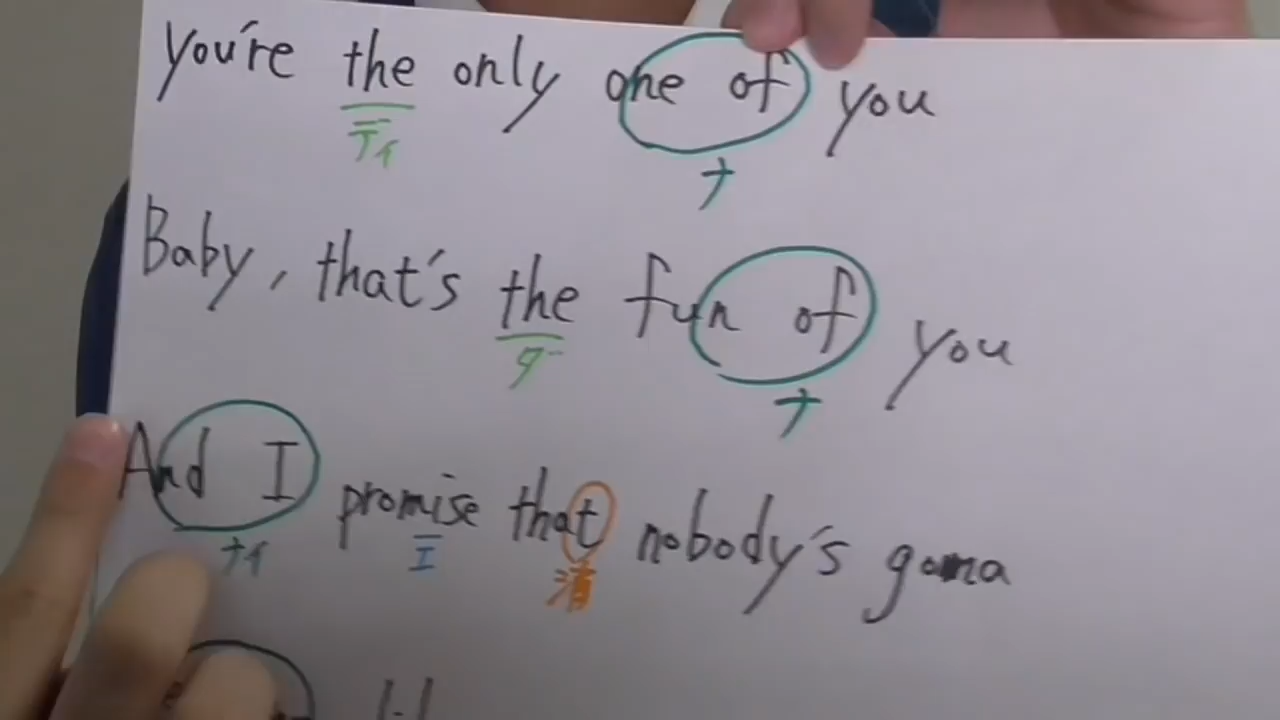 you're the only one of you
ディ ナ
Baby, that's the fun of you
ダ ナ
And I promise that nobody's gonna
ナイ エ 消